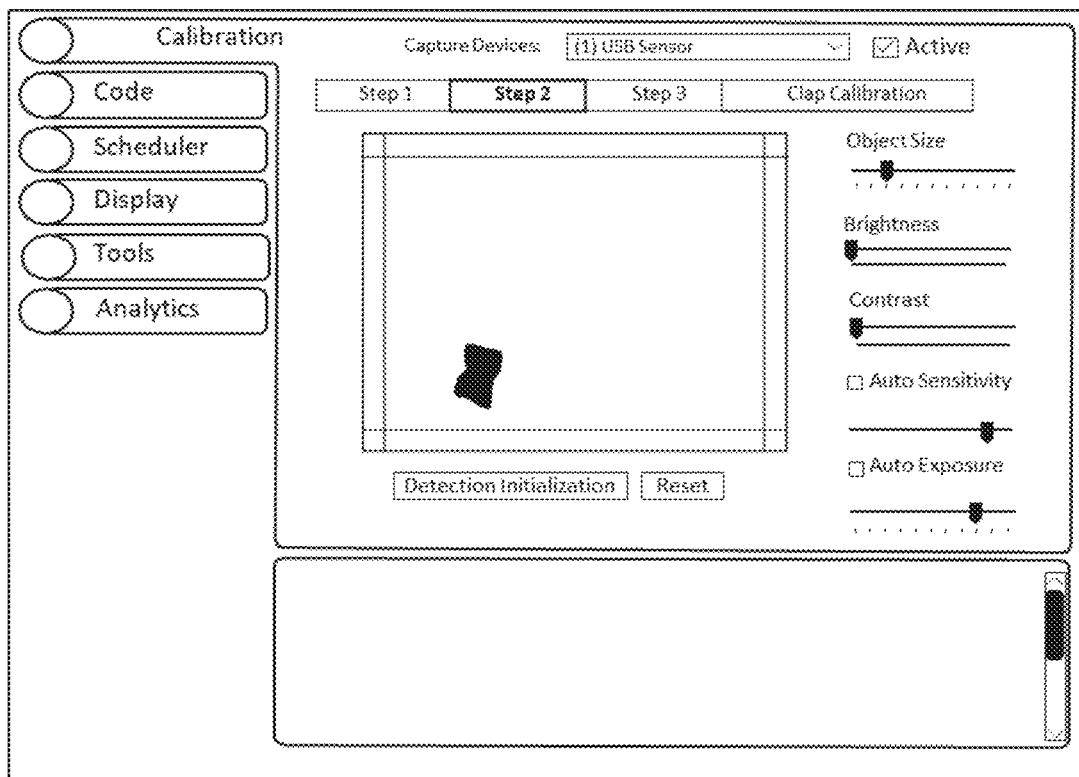 Calibration
Capture Devices: (1) USB Sensor Active
Code
Step 1 Step 2 Step 3 Clap Calibration
Scheduler
Object Size
Display
Brightness
Tools
Analytics
Contrast
Auto Sensitivity
Auto Exposure
Detection Initialization Reset